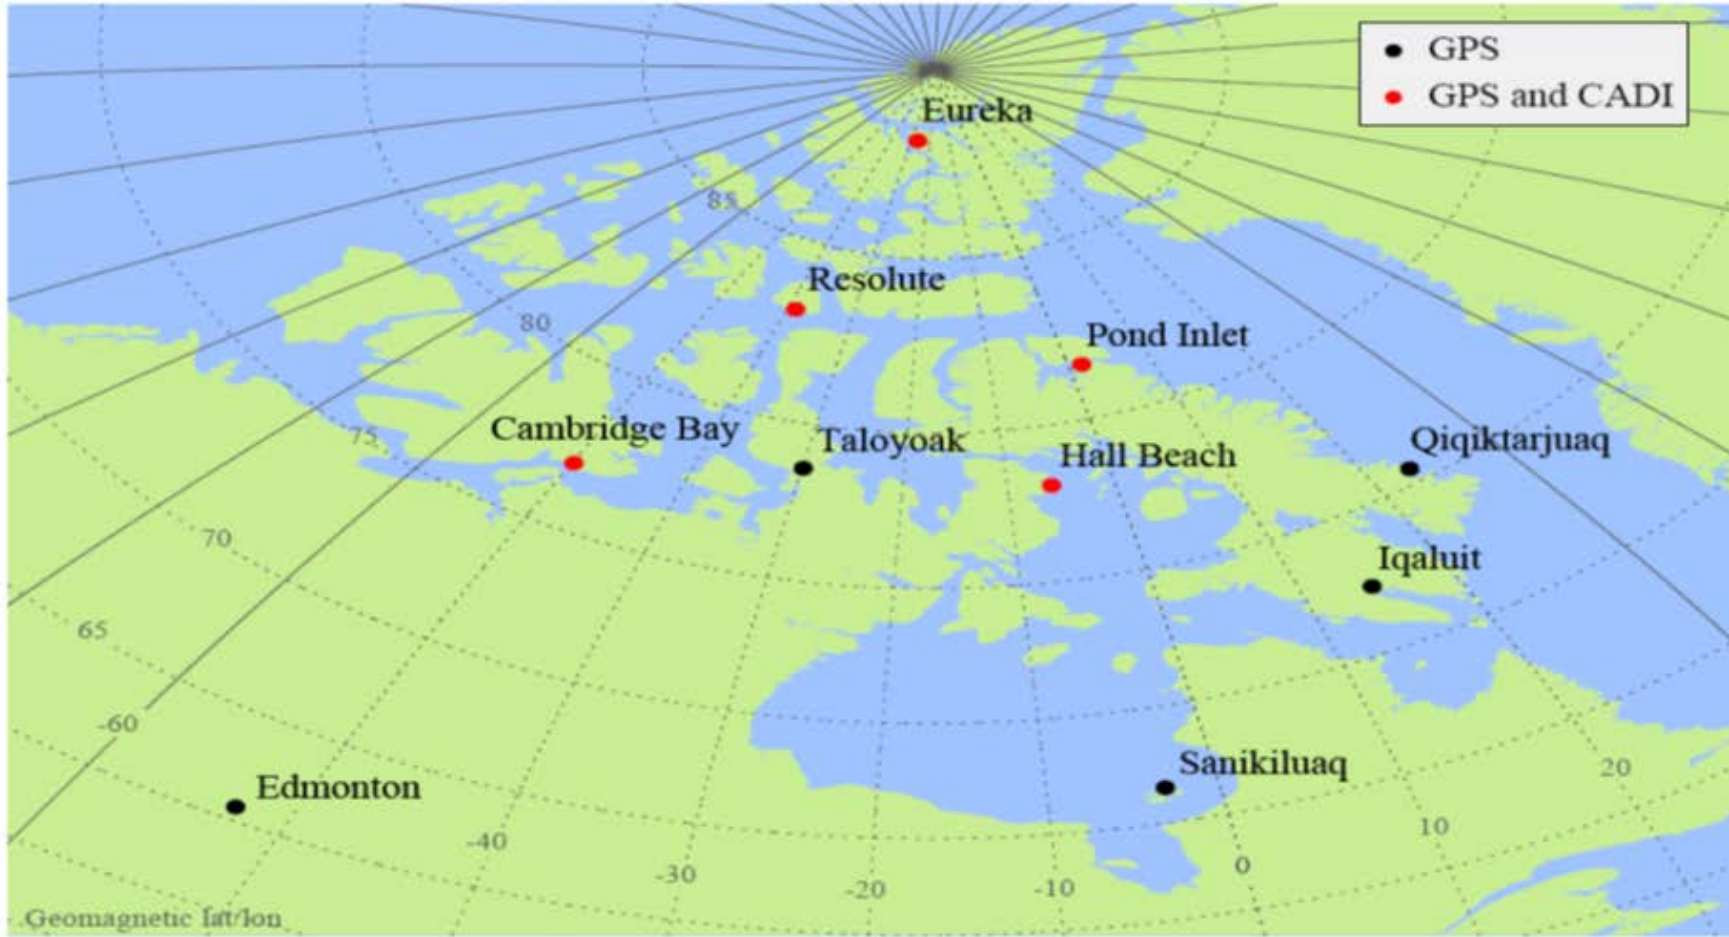 GPS
GPS and CADI
Eureka
85
Resolute
80
Pond Inlet
Cambridge Bay
75
Taloyoak
Hall Beach
Qiqiktarjuaq
70
Iqaluit
65
-60
Sanikiluaq
20
Edmonton
10
-40
0
-30
-20
-10
Geomagnetic lat/lon